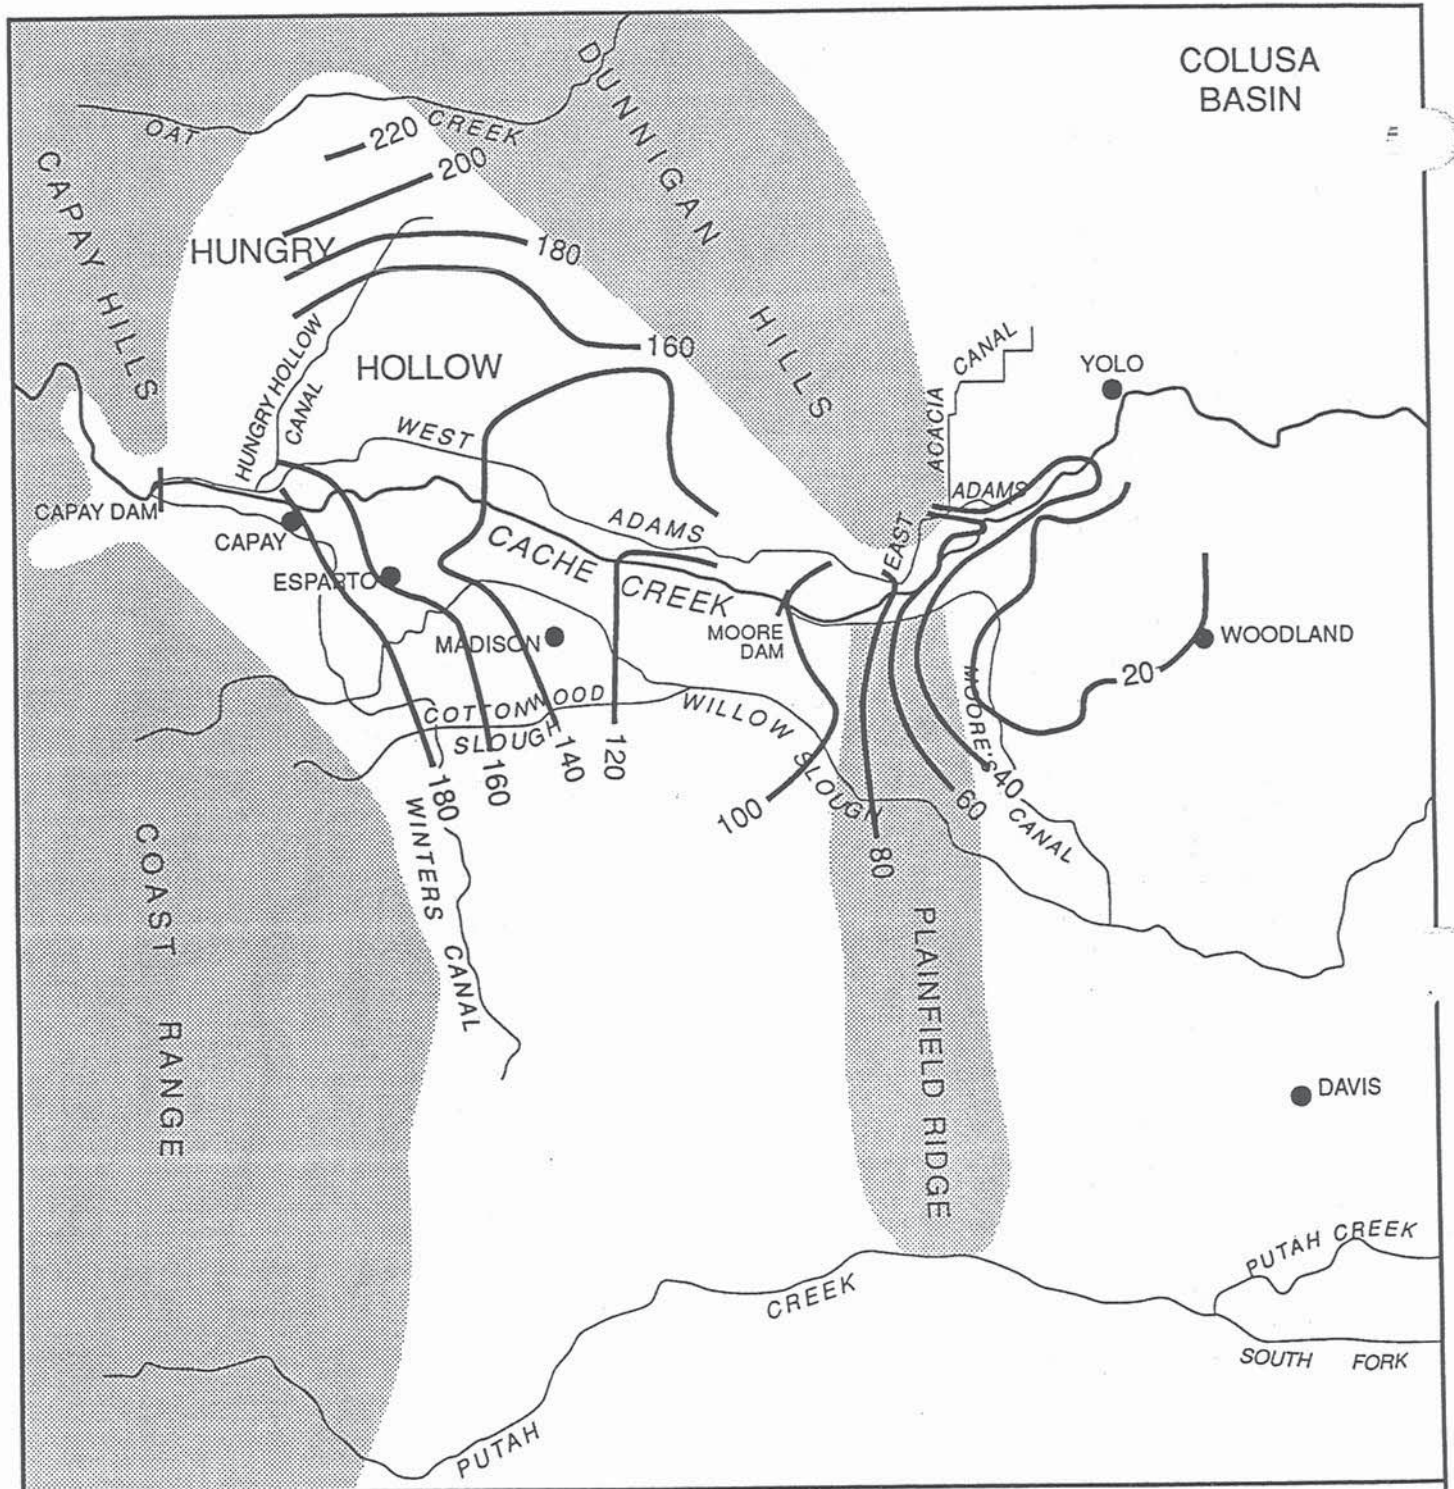 COLUSA
BASIN
DUNNIGAN
HILLS
OAT
CREEK
220
200
CAPAY HILLS
HUNGRY
180
HOLLOW
160
HUNGRY HOLLOW
CANAL
WEST
ADAMS
ACACIA
CANAL
YOLO
EAST
ADAMS
CAPAY DAM
CAPAY
ESPARTO
CACHE
CREEK
MADISON
MOORE
DAM
WOODLAND
20
COTTONWOOD
SLOUGH
WILLOW
SLOUGH
MOORE'S
CANAL
180
160
140
120
100
80
60
40
WINTERS CANAL
COAST
RANGE
PLAINFIELD RIDGE
DAVIS
PUTAH CREEK
CREEK
SOUTH FORK
PUTAH